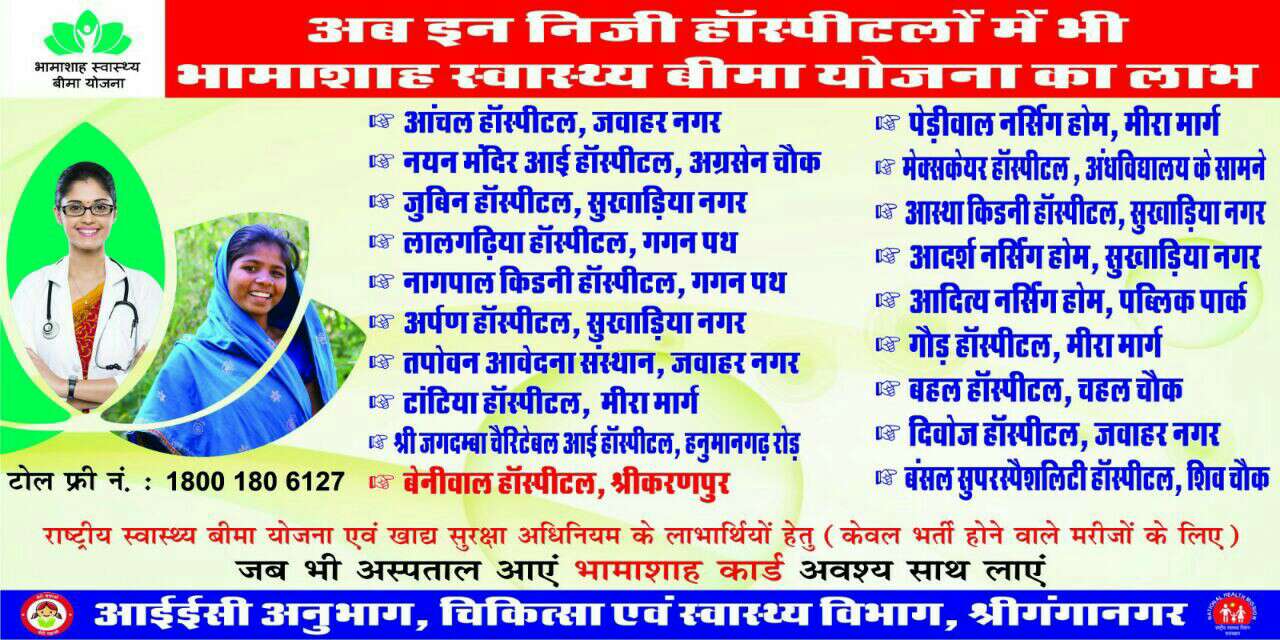 भामाशाह स्वास्थ्य
बीमा योजना
अब इन निजी हॉस्पीटलों में भी
भामाशाह स्वास्थ्य बीमा योजना का लाभ
आंचल हॉस्पीटल, जवाहर नगर
नयन मंदिर आई हॉस्पीटल, अग्रसेन चौक
जुबिन हॉस्पीटल, सुखाड़िया नगर
लालगढ़िया हॉस्पीटल, गगन पथ
नागपाल किडनी हॉस्पीटल, गगन पथ
अर्पण हॉस्पीटल, सुखाड़िया नगर
तपोवन आवेदना संस्थान, जवाहर नगर
टांटिया हॉस्पीटल, मीरा मार्ग
श्री जगदम्बा चैरिटेबल आई हॉस्पीटल, हनुमानगढ़ रोड़
बेनीवाल हॉस्पीटल, श्रीकरणपुर
पेड़ीवाल नर्सिग होम, मीरा मार्ग
मेक्सकेयर हॉस्पीटल , अंधविद्यालय के सामने
आस्था किडनी हॉस्पीटल, सुखाड़िया नगर
आदर्श नर्सिग होम, सुखाड़िया नगर
आदित्य नर्सिग होम, पब्लिक पार्क
गौड़ हॉस्पीटल, मीरा मार्ग
बहल हॉस्पीटल, चहल चौक
दिवोज हॉस्पीटल, जवाहर नगर
बंसल सुपरस्पैशलिटी हॉस्पीटल, शिव चौक
टोल फ्री नं. : 1800 180 6127
राष्ट्रीय स्वास्थ्य बीमा योजना एवं खाद्य सुरक्षा अधिनियम के लाभार्थियों हेतु ( केवल भर्ती होने वाले मरीजों के लिए )
जब भी अस्पताल आएं भामाशाह कार्ड अवश्य साथ लाएं
आईईसी अनुभाग, चिकित्सा एवं स्वास्थ्य विभाग, श्रीगंगानगर
NATIONAL HEALTH MISSION